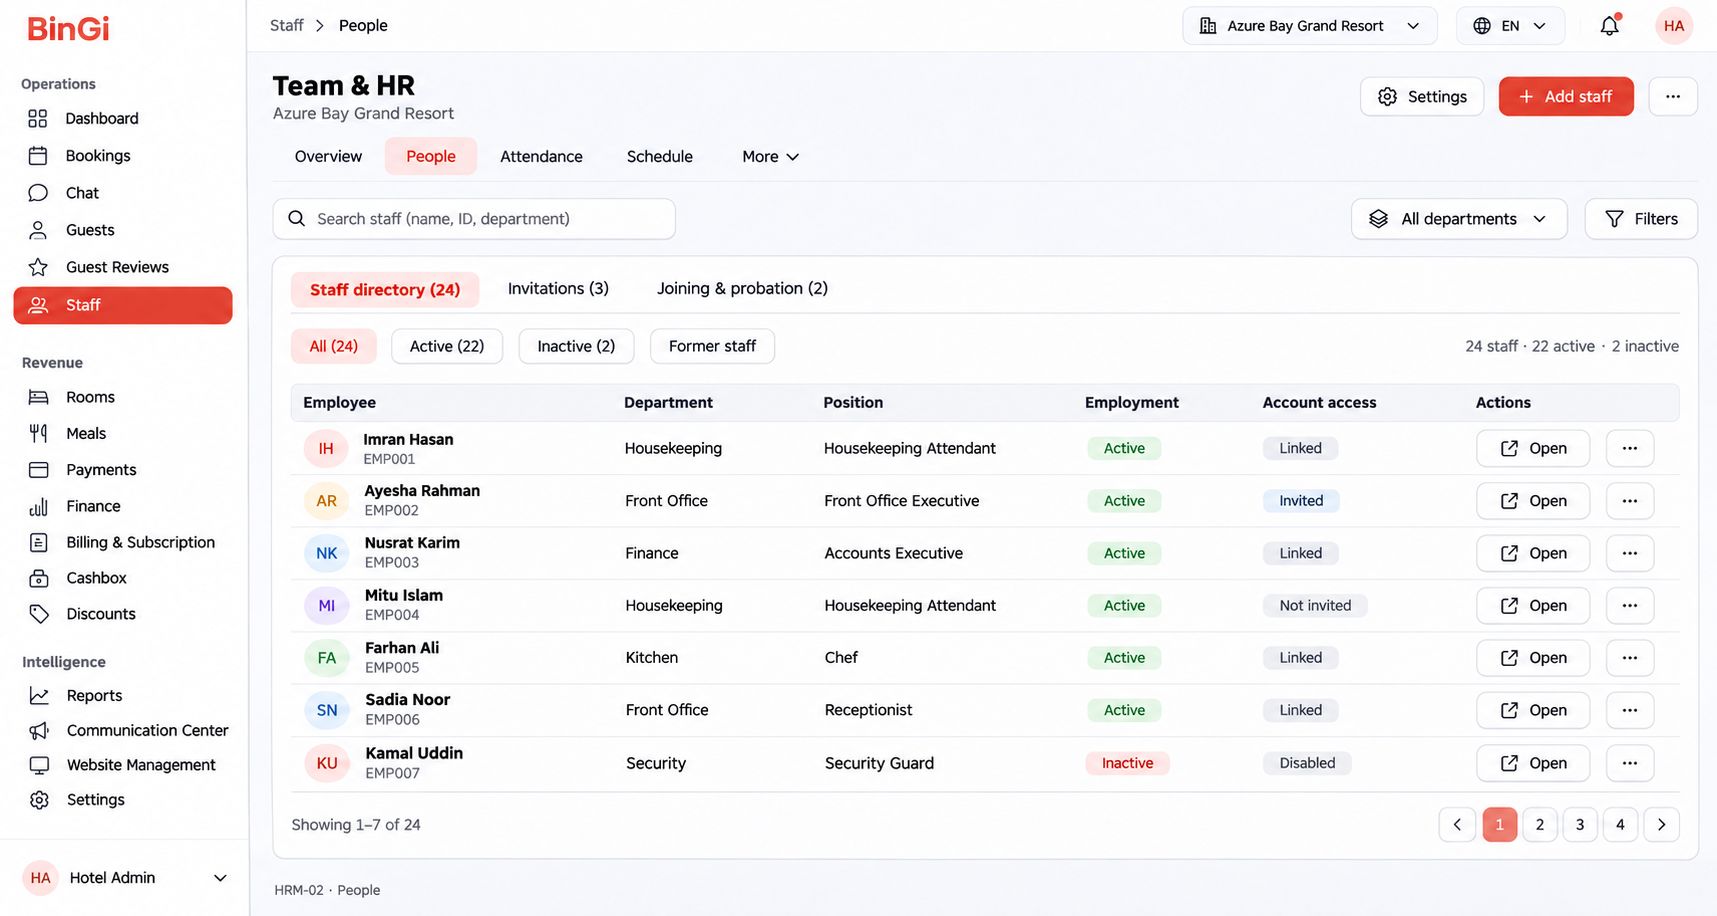 BinGi
Operations
Dashboard
Bookings
Chat
Guests
Guest Reviews
Staff
Revenue
Rooms
Meals
Payments
Finance
Billing & Subscription
Cashbox
Discounts
Intelligence
Reports
Communication Center
Website Management
Settings
HA Hotel Admin
Staff > People
Azure Bay Grand Resort
EN
HA
Team & HR
Azure Bay Grand Resort
Settings
+ Add staff
···
Overview People Attendance Schedule More
Search staff (name, ID, department)
All departments
Filters
Staff directory (24) Invitations (3) Joining & probation (2)
All (24) Active (22) Inactive (2) Former staff
24 staff · 22 active · 2 inactive
Employee Department Position Employment Account access Actions
IH Imran Hasan EMP001 Housekeeping Housekeeping Attendant Active Linked Open ···
AR Ayesha Rahman EMP002 Front Office Front Office Executive Active Invited Open ···
NK Nusrat Karim EMP003 Finance Accounts Executive Active Linked Open ···
MI Mitu Islam EMP004 Housekeeping Housekeeping Attendant Active Not invited Open ···
FA Farhan Ali EMP005 Kitchen Chef Active Linked Open ···
SN Sadia Noor EMP006 Front Office Receptionist Active Linked Open ···
KU Kamal Uddin EMP007 Security Security Guard Inactive Disabled Open ···
Showing 1–7 of 24
< 1 2 3 4 >
HRM-02 · People